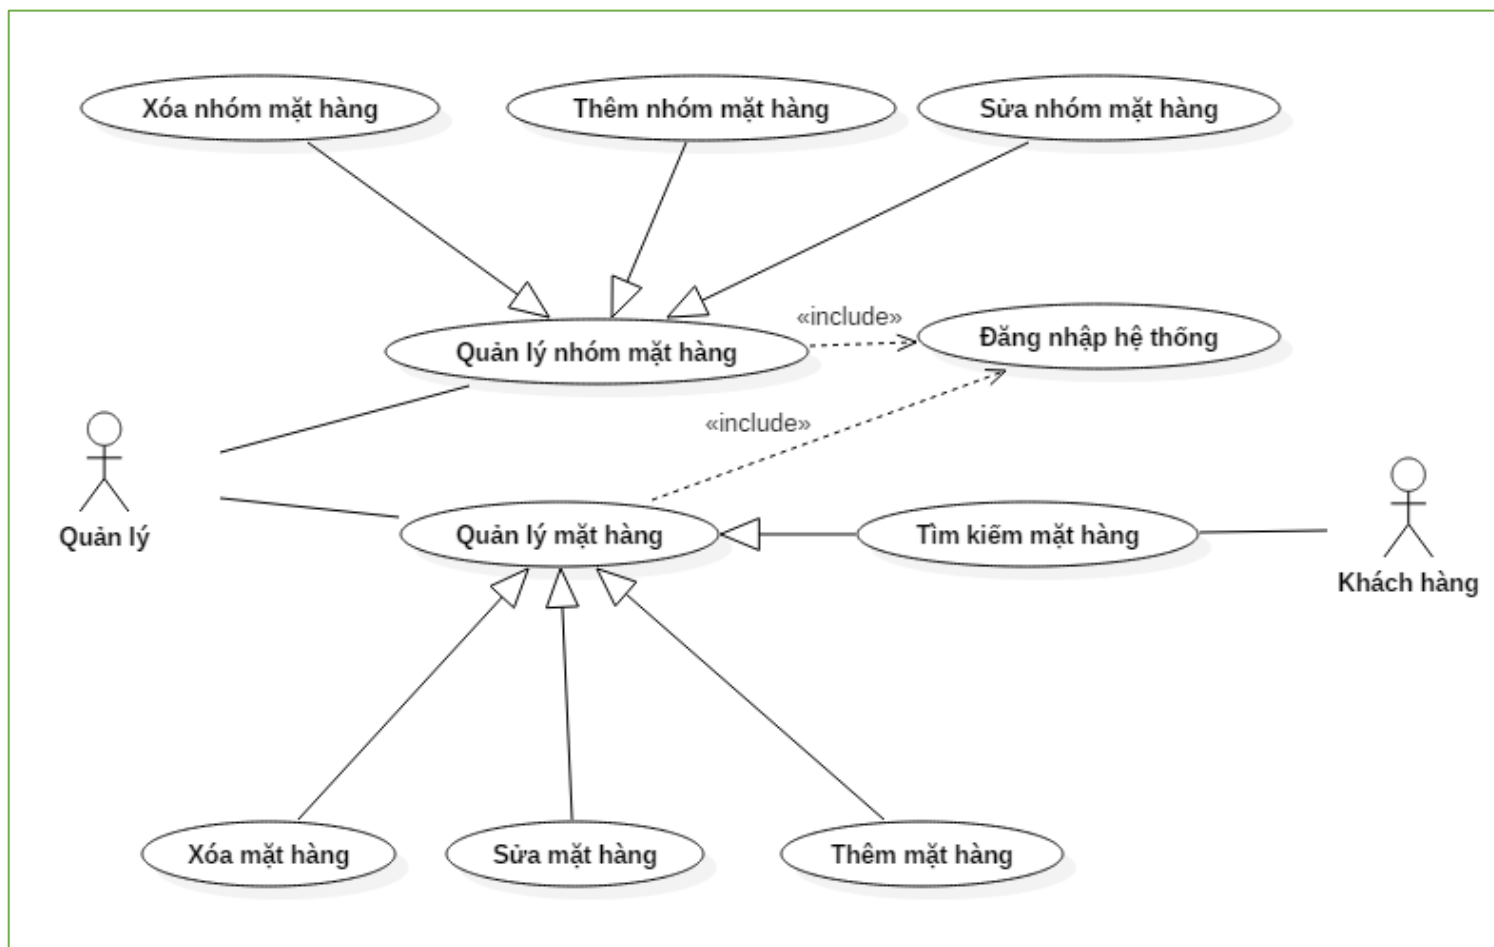 Xóa nhóm mặt hàng
Thêm nhóm mặt hàng
Sửa nhóm mặt hàng
«include»
Đăng nhập hệ thống
Quản lý nhóm mặt hàng
«include»
Quản lý
Quản lý mặt hàng
Tìm kiếm mặt hàng
Khách hàng
Xóa mặt hàng
Sửa mặt hàng
Thêm mặt hàng